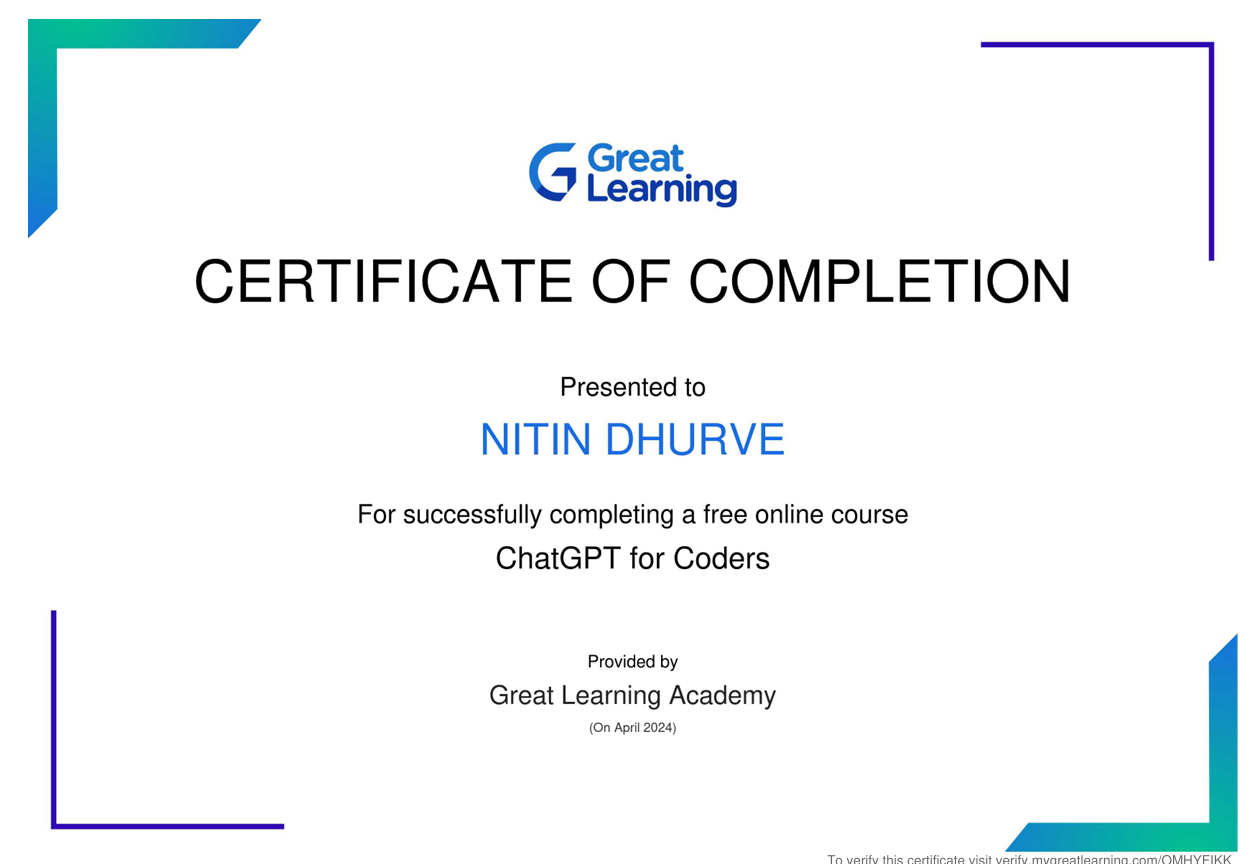 Great
Learning
CERTIFICATE OF COMPLETION
Presented to
NITIN DHURVE
For successfully completing a free online course
ChatGPT for Coders
Provided by
Great Learning Academy
(On April 2024)
To verify this certificate visit verify.mygreatlearning.com/OMHYFIKK